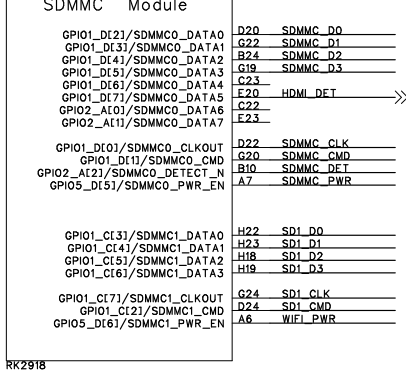 SDMMC Module
GPIO1_D[2]/SDMMC0_DATA0 D20 SDMMC_D0
GPIO1_D[3]/SDMMC0_DATA1 G22 SDMMC_D1
GPIO1_D[4]/SDMMC0_DATA2 B24 SDMMC_D2
GPIO1_D[5]/SDMMC0_DATA3 G19 SDMMC_D3
GPIO1_D[6]/SDMMC0_DATA4 C23
GPIO1_D[7]/SDMMC0_DATA5 E20 HDMI_DET
GPIO2_A[0]/SDMMC0_DATA6 C22
GPIO2_A[1]/SDMMC0_DATA7 E23
GPIO1_D[0]/SDMMC0_CLKOUT D22 SDMMC_CLK
GPIO1_D[1]/SDMMC0_CMD G20 SDMMC_CMD
GPIO2_A[2]/SDMMC0_DETECT_N B10 SDMMC_DET
GPIO5_D[5]/SDMMC0_PWR_EN A7 SDMMC_PWR
GPIO1_C[3]/SDMMC1_DATA0 H22 SD1_D0
GPIO1_C[4]/SDMMC1_DATA1 H23 SD1_D1
GPIO1_C[5]/SDMMC1_DATA2 H18 SD1_D2
GPIO1_C[6]/SDMMC1_DATA3 H19 SD1_D3
GPIO1_C[7]/SDMMC1_CLKOUT G24 SD1_CLK
GPIO1_C[2]/SDMMC1_CMD D24 SD1_CMD
GPIO5_D[6]/SDMMC1_PWR_EN A6 WIFI_PWR
RK2918